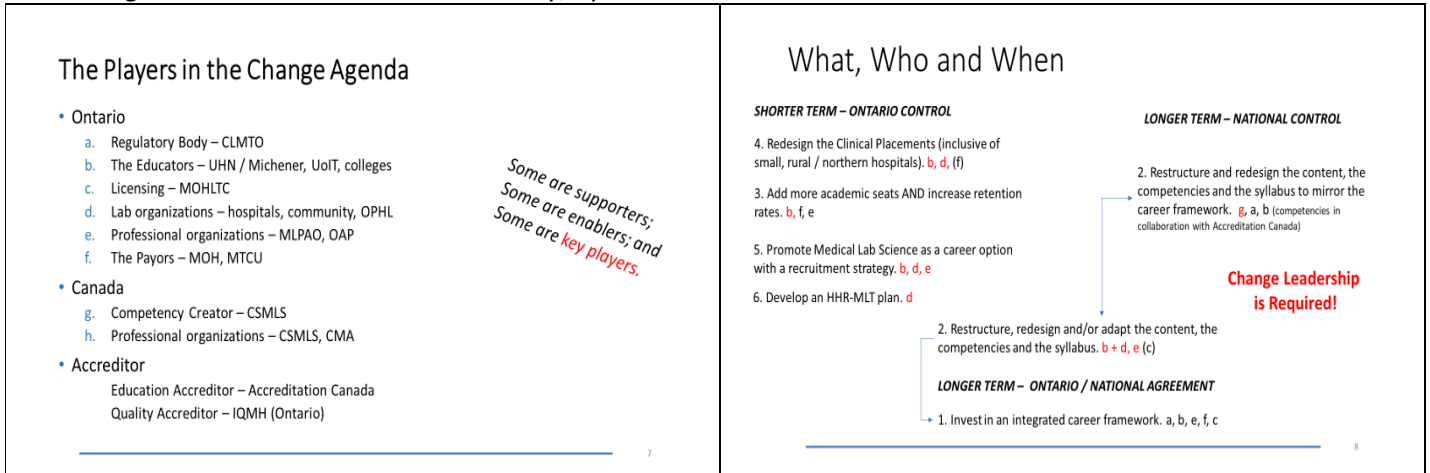 The Players in the Change Agenda
• Ontario
a. Regulatory Body – CLMTO
b. The Educators – UHN / Michener, UoIT, colleges
c. Licensing – MOHLTC
d. Lab organizations – hospitals, community, OPHL
e. Professional organizations – MLPAO, OAP
f. The Payors – MOH, MTCU
• Canada
g. Competency Creator – CSMLS
h. Professional organizations – CSMLS, CMA
• Accreditor
Education Accreditor – Accreditation Canada
Quality Accreditor – IQMH (Ontario)
Some are supporters;
Some are enablers; and
Some are key players.
7
What, Who and When
SHORTER TERM – ONTARIO CONTROL
4. Redesign the Clinical Placements (inclusive of
small, rural / northern hospitals). b, d, (f)
3. Add more academic seats AND increase retention
rates. b, f, e
5. Promote Medical Lab Science as a career option
with a recruitment strategy. b, d, e
6. Develop an HHR-MLT plan. d
LONGER TERM – NATIONAL CONTROL
2. Restructure and redesign the content, the
competencies and the syllabus to mirror the
career framework. g, a, b (competencies in
collaboration with Accreditation Canada)
Change Leadership
is Required!
2. Restructure, redesign and/or adapt the content, the
competencies and the syllabus. b + d, e (c)
LONGER TERM – ONTARIO / NATIONAL AGREEMENT
1. Invest in an integrated career framework. a, b, e, f, c
8